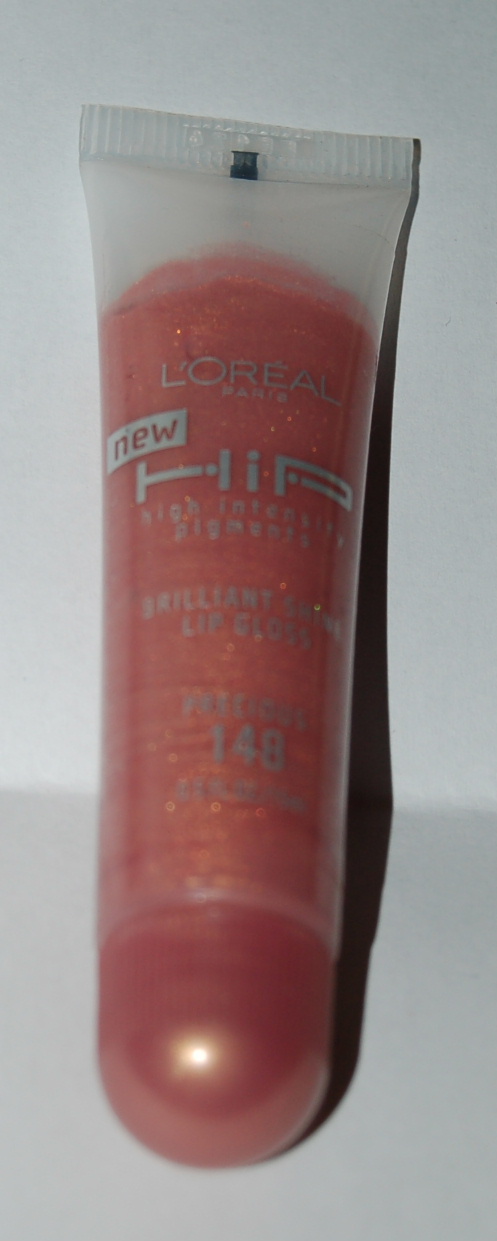 L'ORÉAL
PARIS
new
HiP
high intensity
pigments
BRILLIANT SHINE
LIP GLOSS
PRECIOUS
148